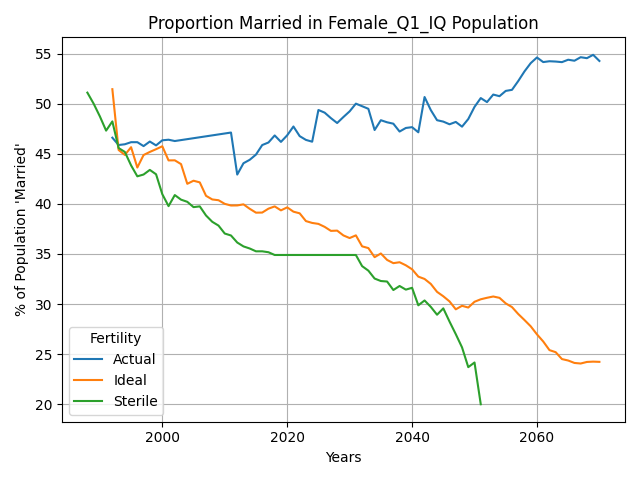 Proportion Married in Female_Q1_IQ Population
% of Population 'Married'
55
50
45
40
35
30
25
20
Fertility
Actual
Ideal
Sterile
2000
2020
2040
2060
Years